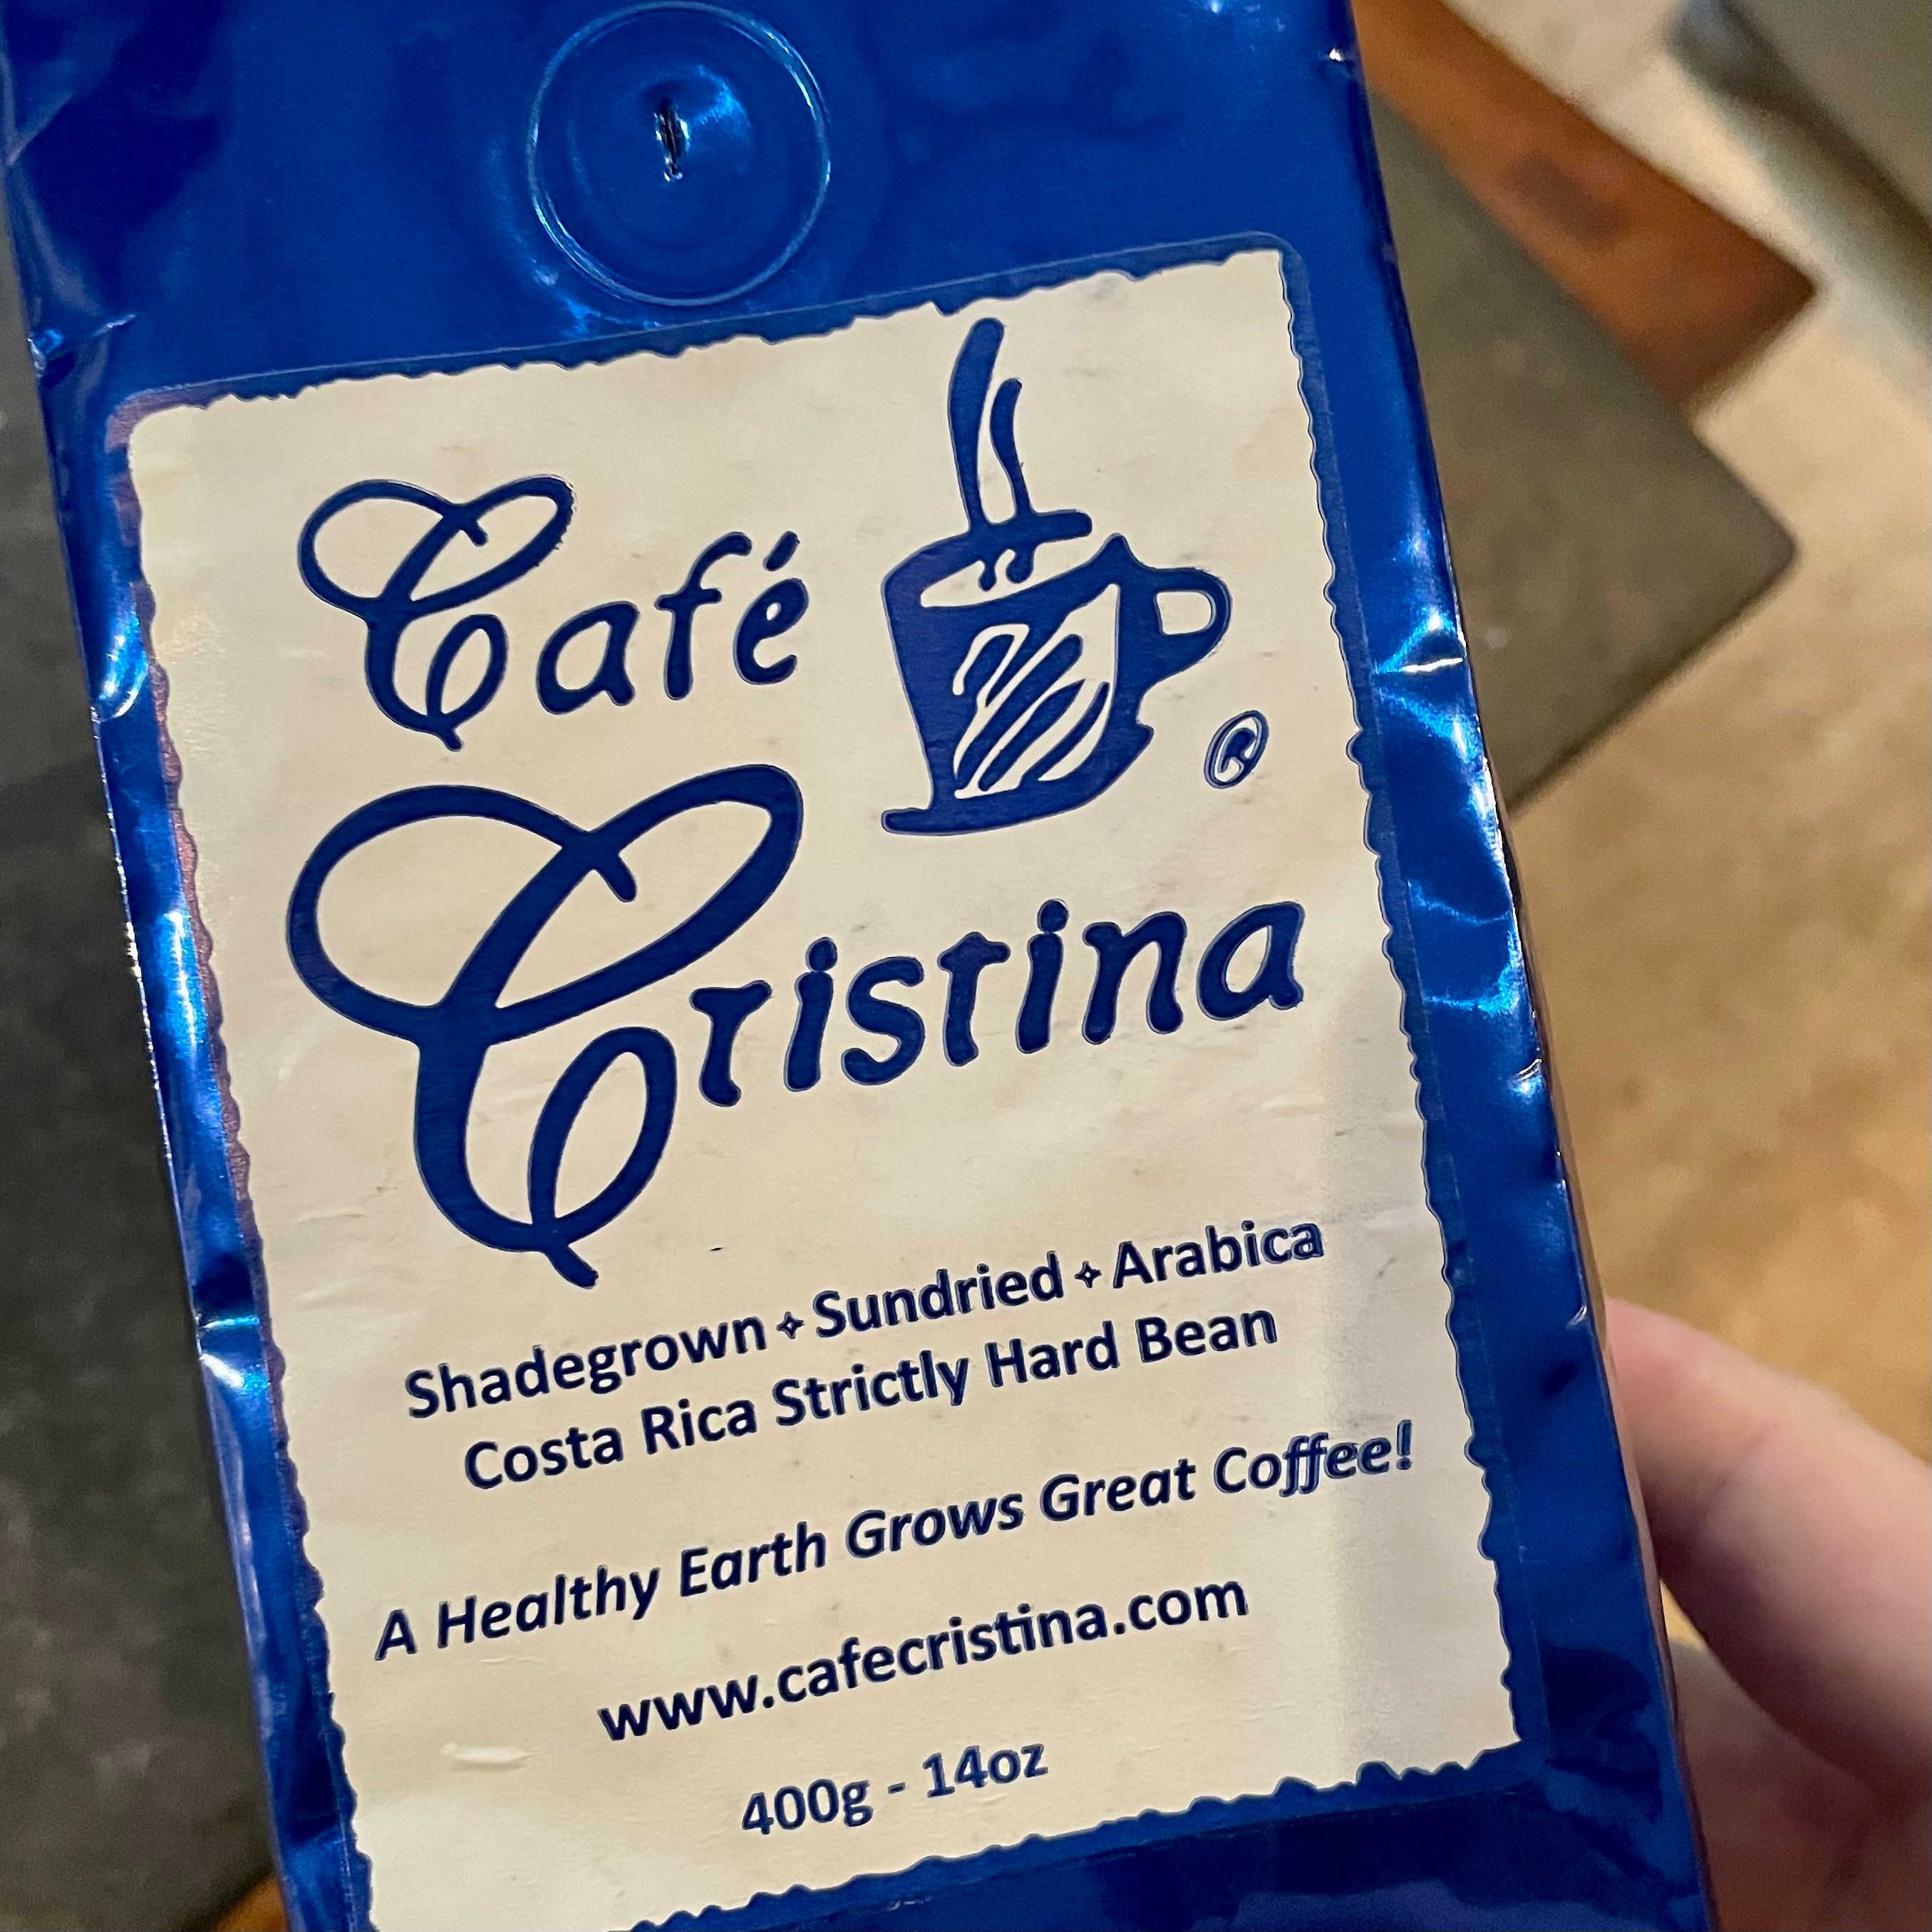 Café
®
Cristina
Shadegrown ✦ Sundried ✦ Arabica
Costa Rica Strictly Hard Bean
A Healthy Earth Grows Great Coffee!
www.cafecristina.com
400g - 14oz